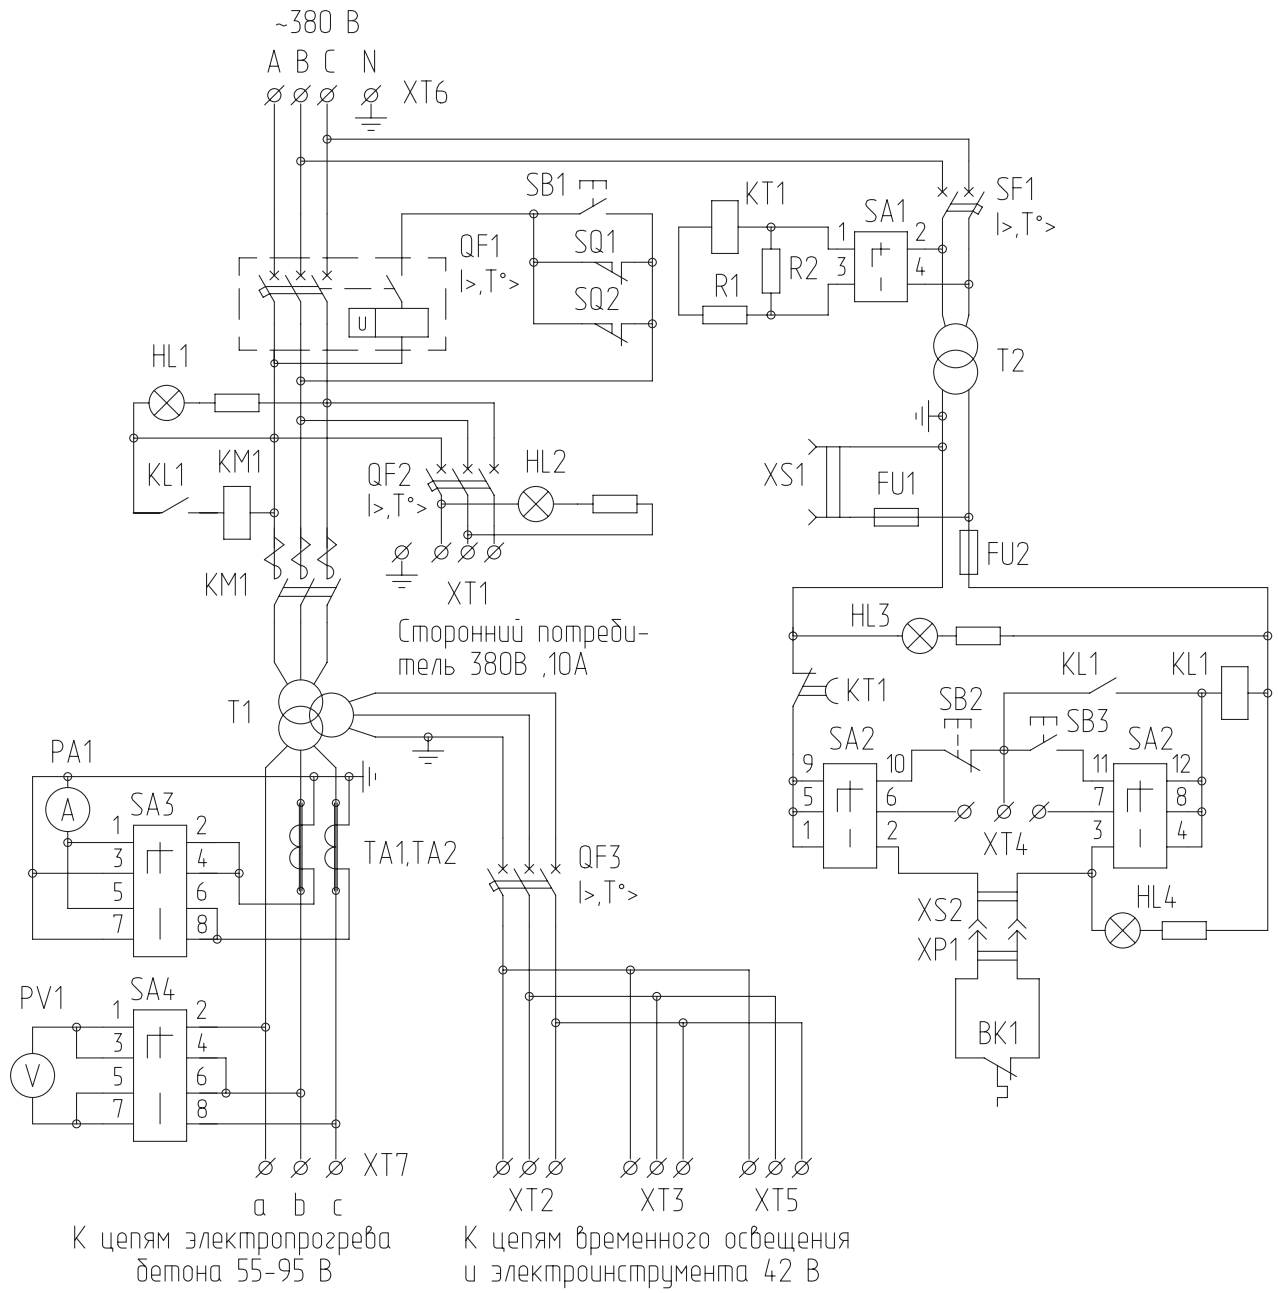 ~380 В
A B C N
XT6
SB1
KT1
SA1
SF1
I>,T°>
1 2
3 4
QF1
I>,T°>
SQ1
SQ2
R1
R2
U
T2
HL1
KL1
KM1
QF2
I>,T°>
HL2
XS1
FU1
FU2
KM1
XT1
Сторонний потреби-
тель 380В ,10А
HL3
KL1
KL1
KT1
SB2
SB3
T1
SA2
SA2
9 10
5 6
1 2
11 12
7 8
3 4
XT4
PA1
A
SA3
1 2
3 4
5 6
7 8
TA1,TA2
QF3
I>,T°>
XS2
XP1
HL4
BK1
PV1
V
SA4
1 2
3 4
5 6
7 8
XT7
a b c
XT2
XT3
XT5
К цепям электропрогрева
бетона 55-95 В
К цепям временного освещения
и электроинструмента 42 В